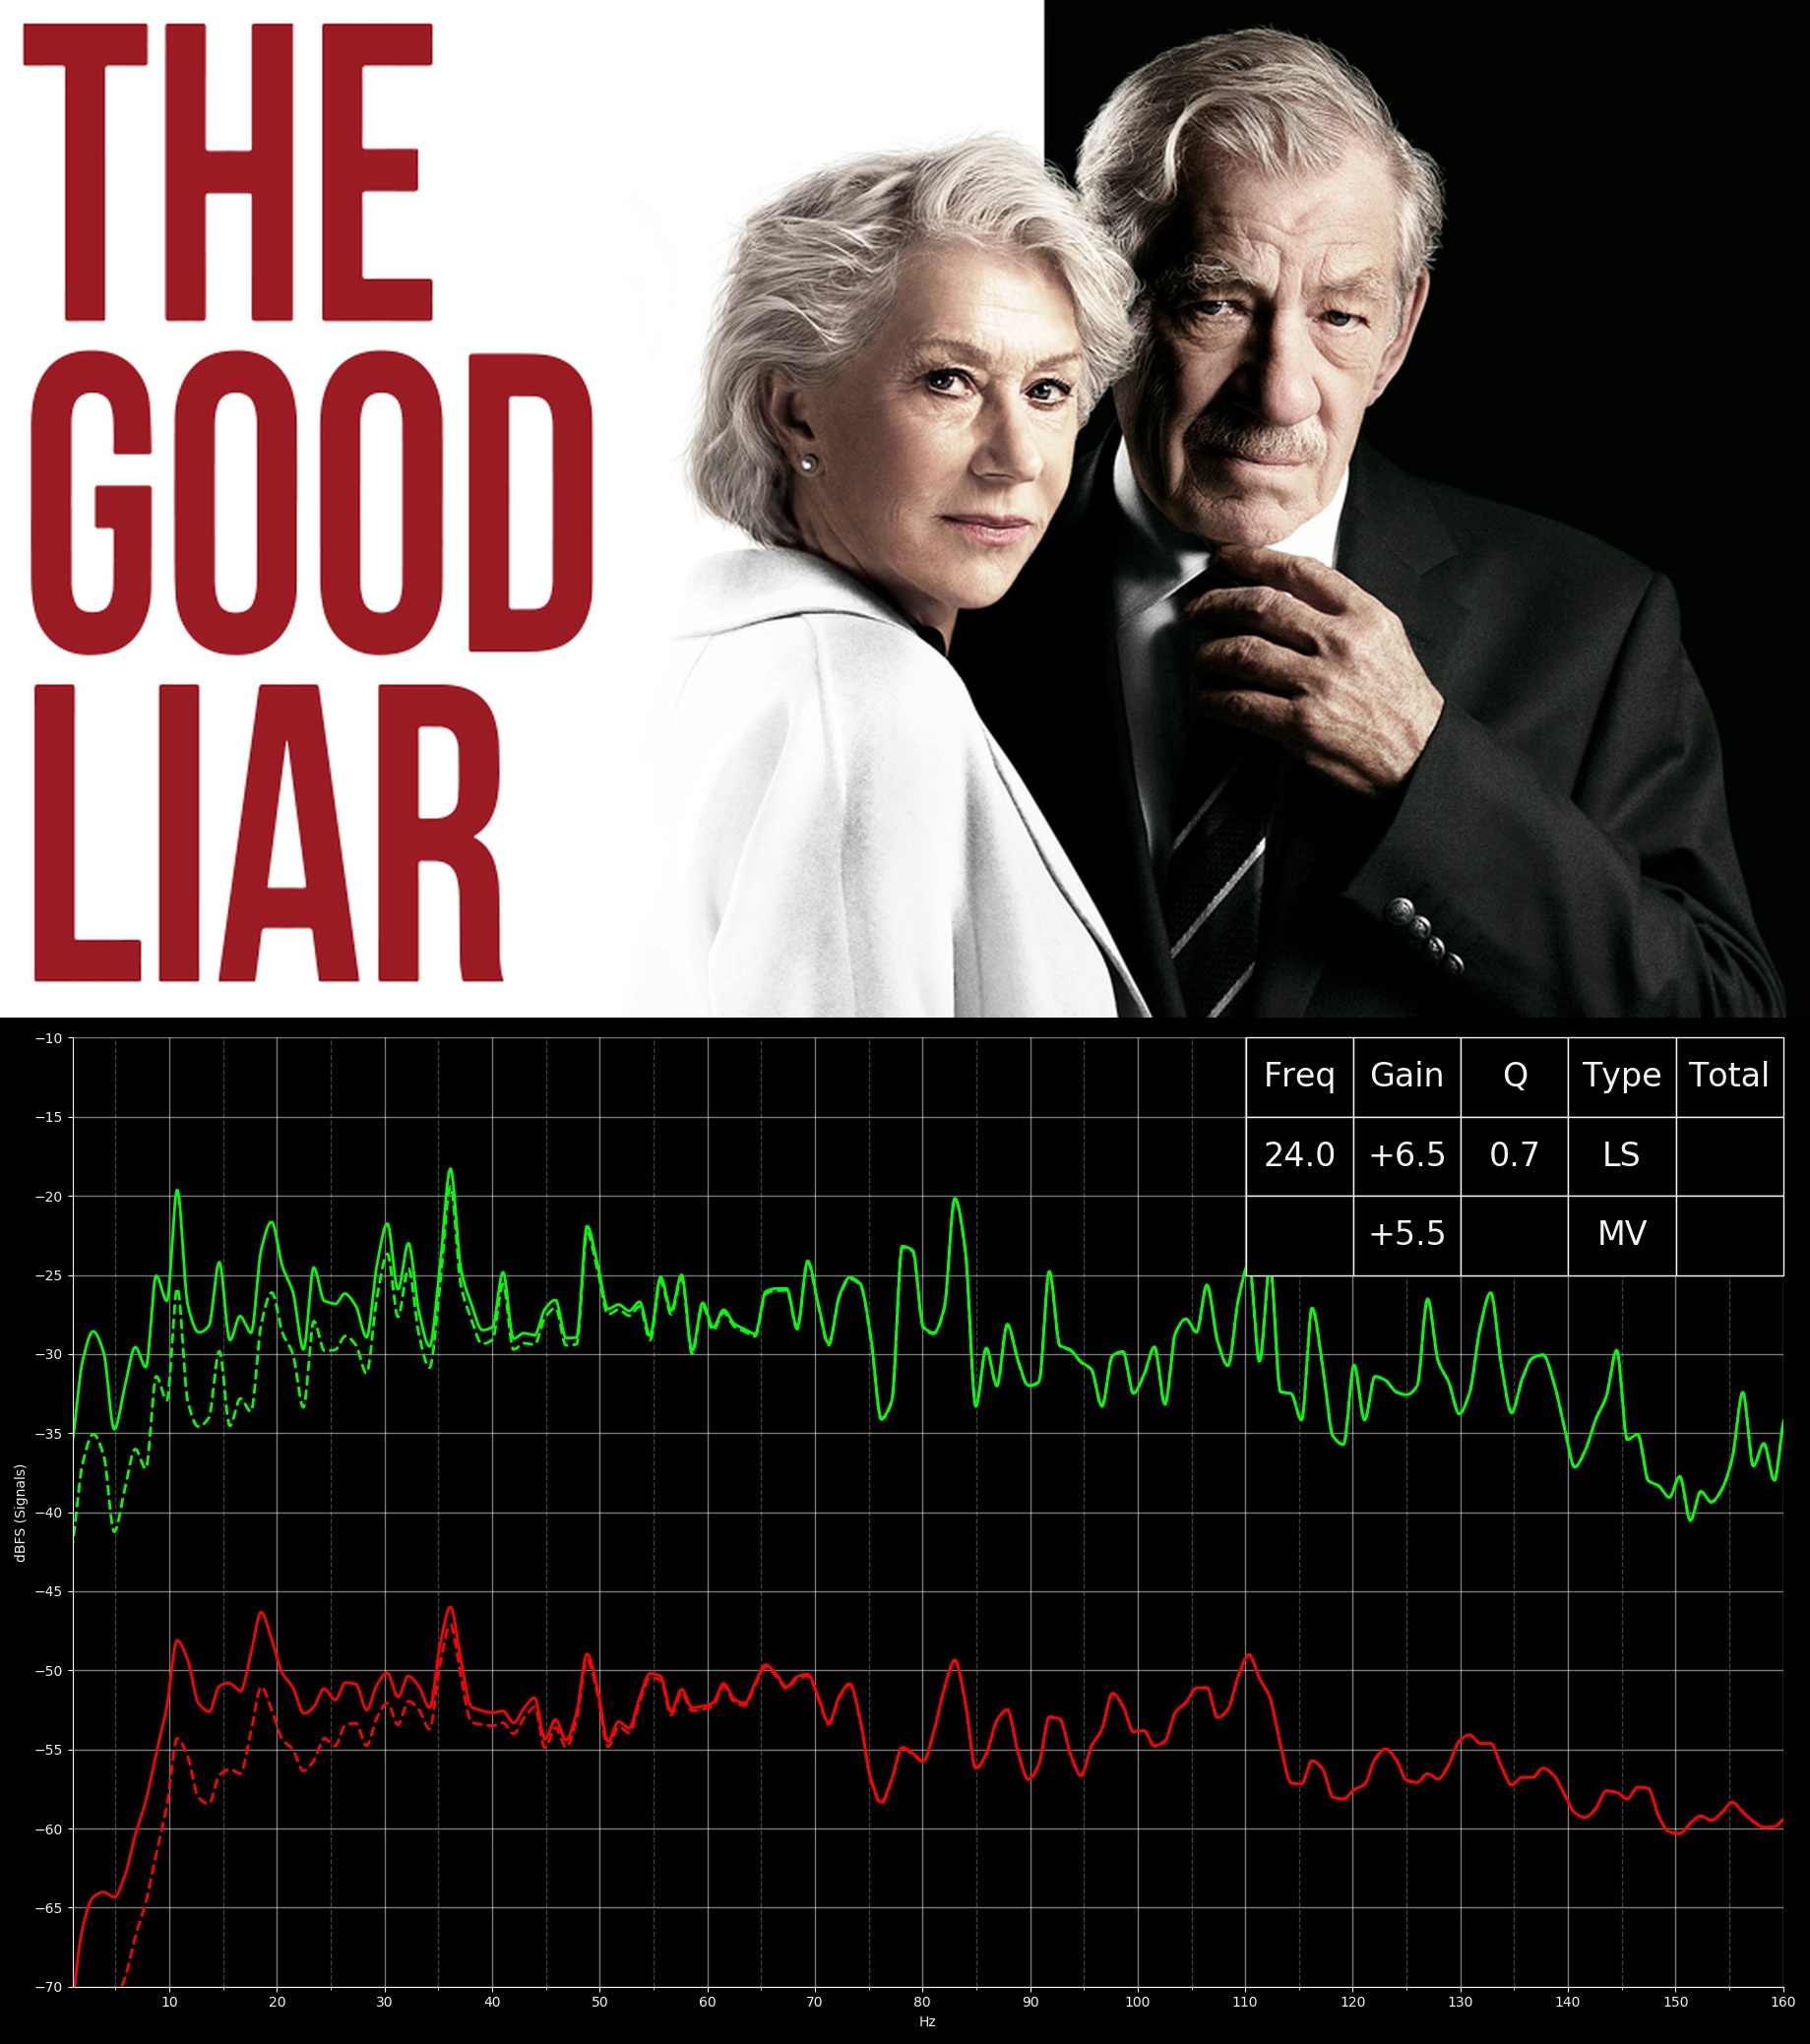 THE
GOOD
LIAR
Freq Gain Q Type Total
24.0 +6.5 0.7 LS
+5.5 MV
−10
−15
−20
−25
−30
−35
−40
−45
−50
−55
−60
−65
−70
dBFS (Signals)
10 20 30 40 50 60 70 80 90 100 110 120 130 140 150 160
Hz